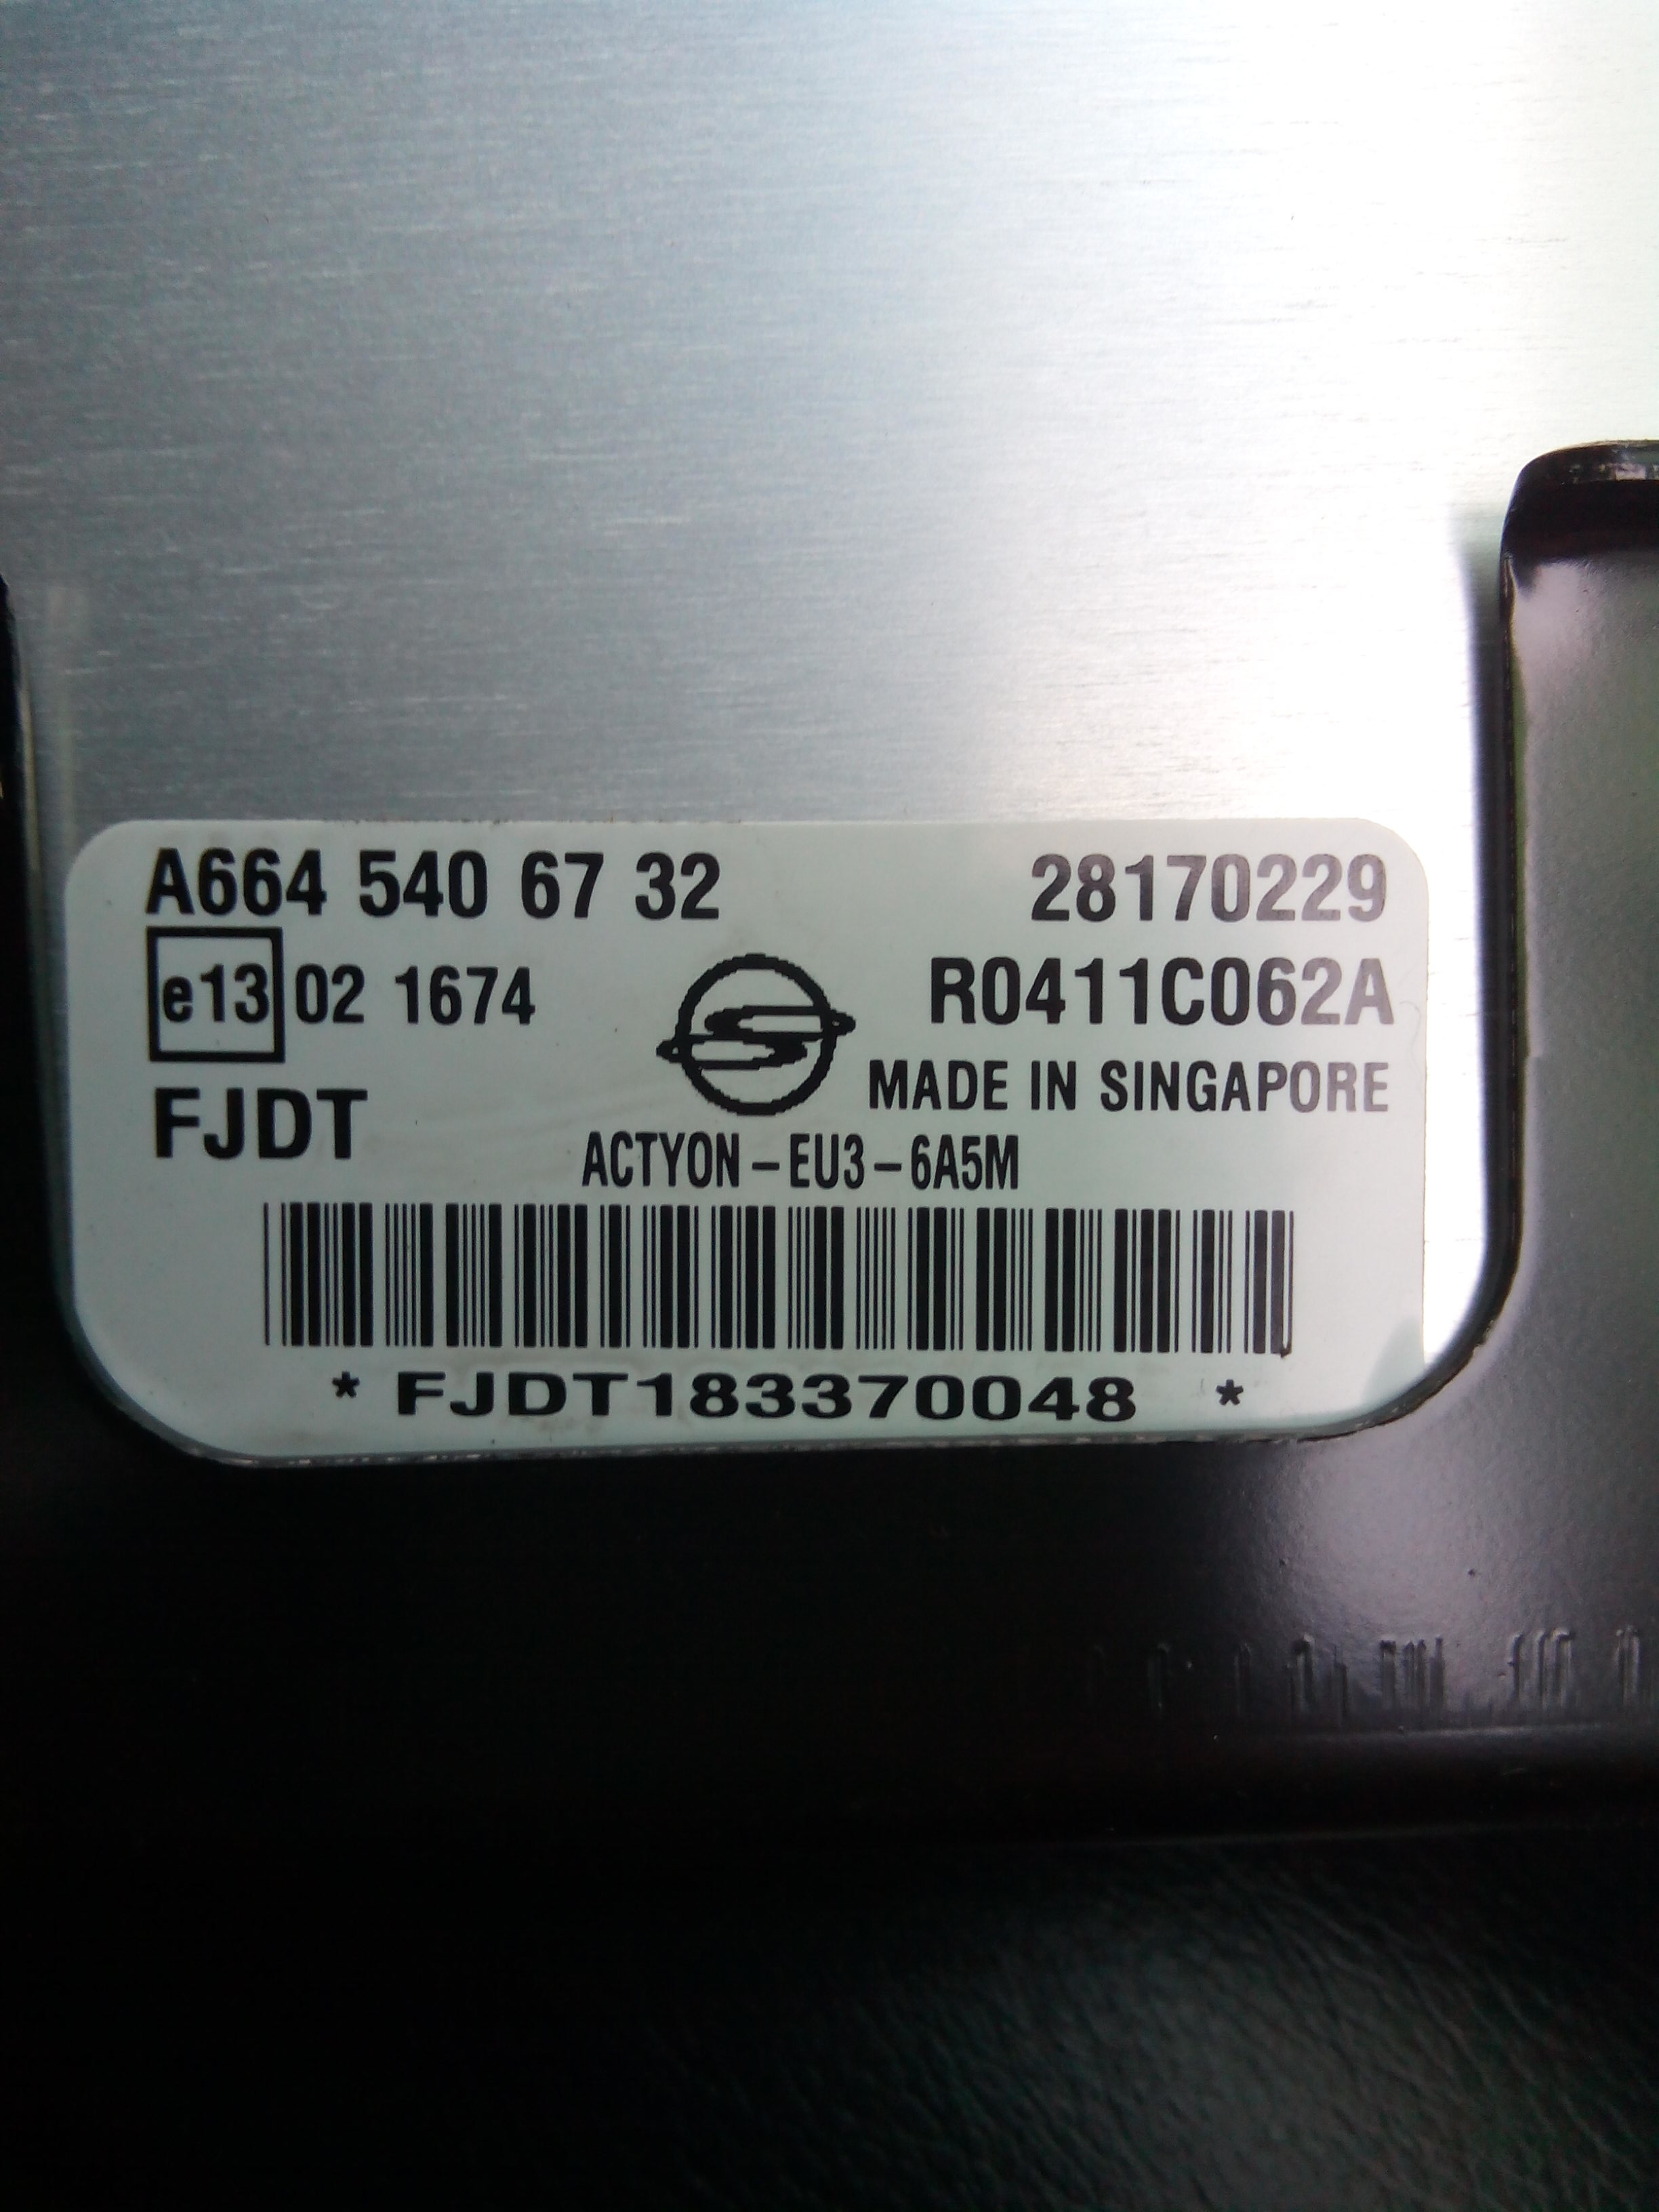 A664 540 67 32 28170229
e13 02 1674 R0411C062A
MADE IN SINGAPORE
FJDT
ACTYON-EU3-6A5M
* FJDT183370048 *